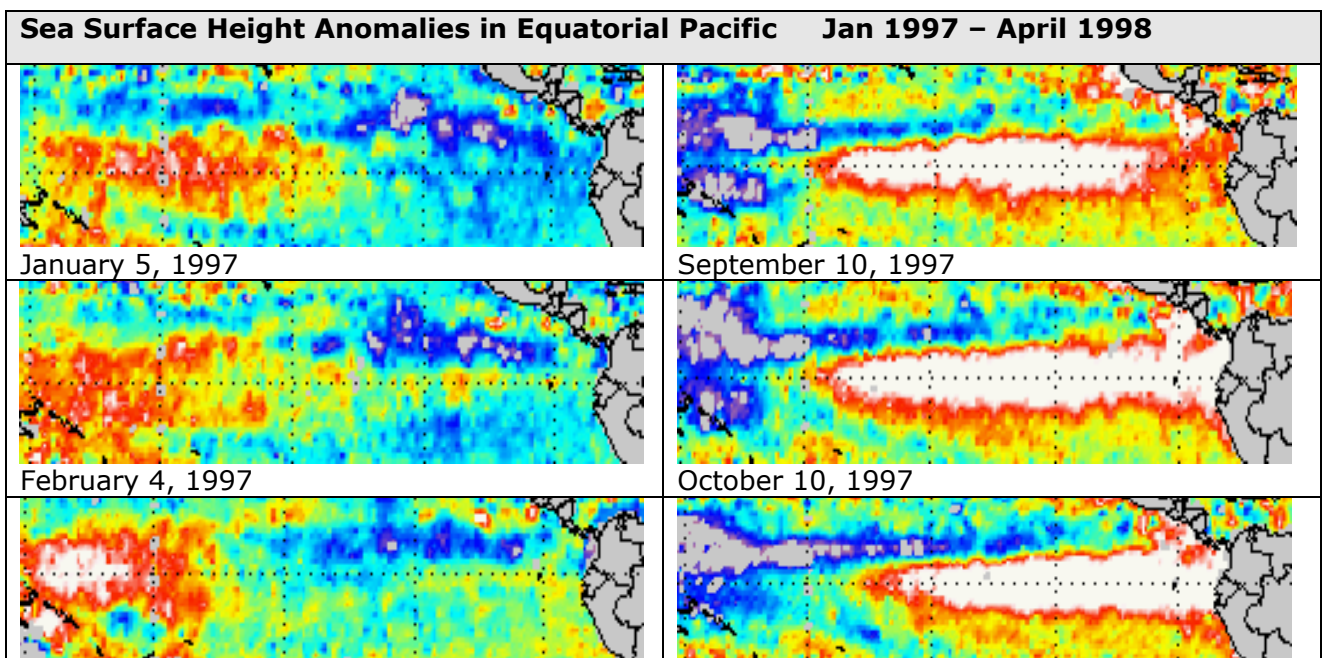 Sea Surface Height Anomalies in Equatorial Pacific Jan 1997 – April 1998
January 5, 1997
September 10, 1997
February 4, 1997
October 10, 1997